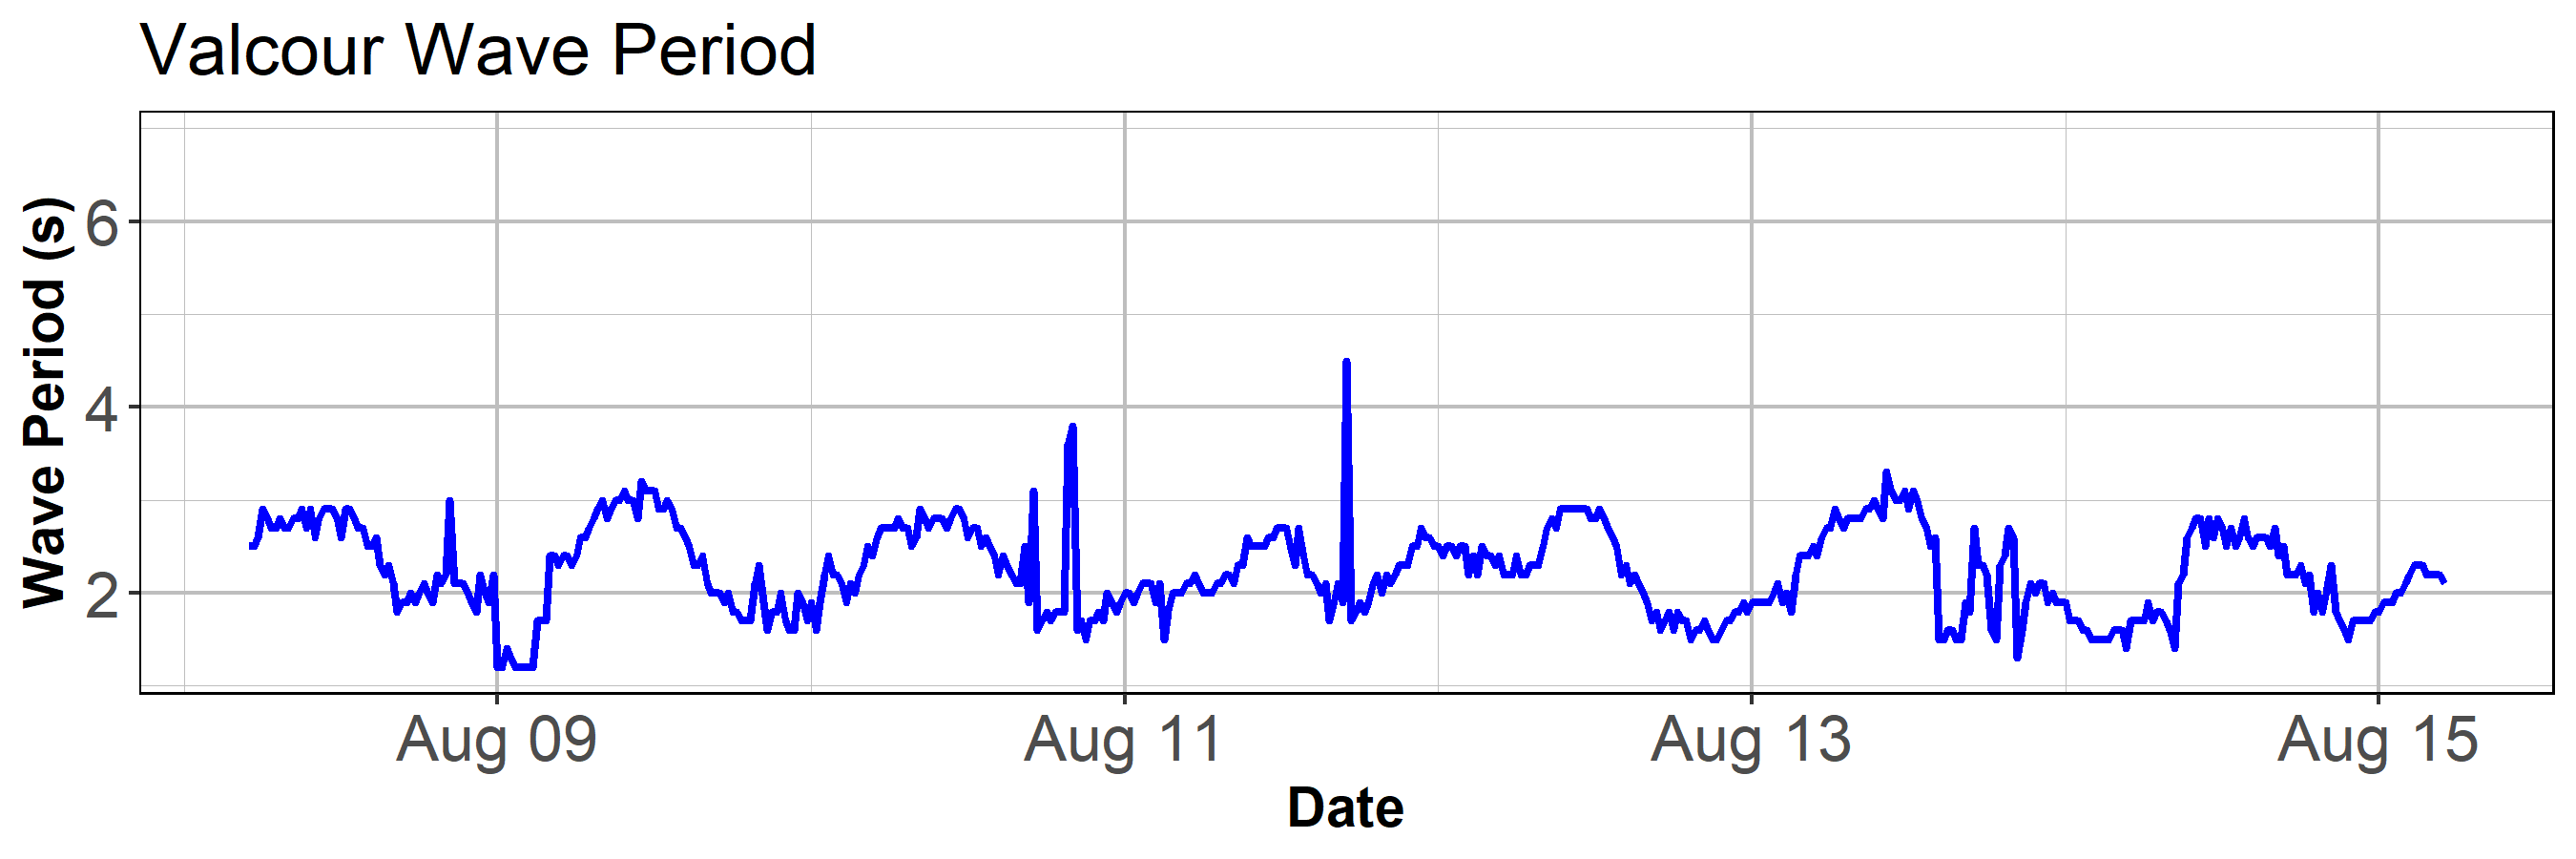 Valcour Wave Period
Wave Period (s)
6
4
2
Aug 09 Aug 11 Aug 13 Aug 15
Date